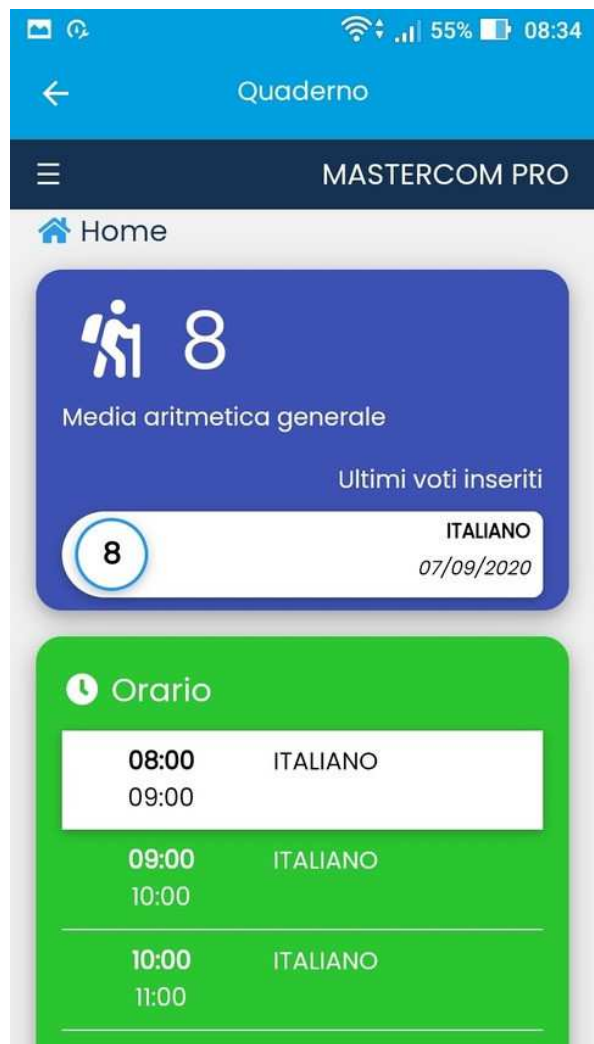 55% 08:34
Quaderno
MASTERCOM PRO
Home
8
Media aritmetica generale
Ultimi voti inseriti
8 ITALIANO
07/09/2020
Orario
08:00 ITALIANO
09:00
09:00 ITALIANO
10:00
10:00 ITALIANO
11:00